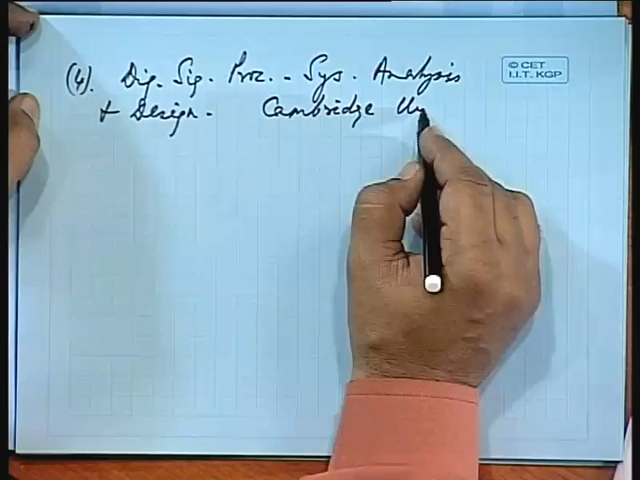 (4). Dig. Sig. Proc. - Sys. Analysis
+ Design. Cambridge Un
© CET
I.I.T. KGP